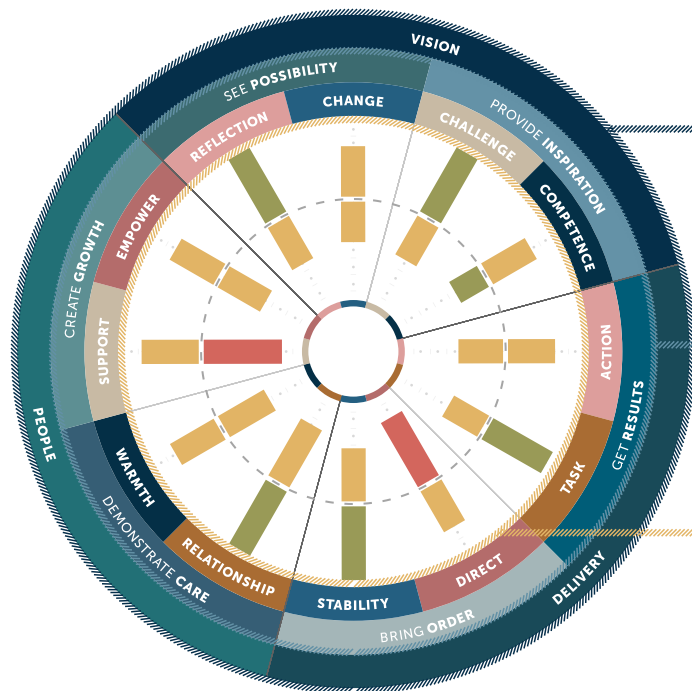 VISION
SEE POSSIBILITY
PROVIDE INSPIRATION
REFLECTION
CHANGE
CHALLENGE
COMPETENCE
ACTION
TASK
GET RESULTS
DELIVERY
DIRECT
STABILITY
BRING ORDER
RELATIONSHIP
WARMTH
DEMONSTRATE CARE
PEOPLE
SUPPORT
EMPOWER
CREATE GROWTH